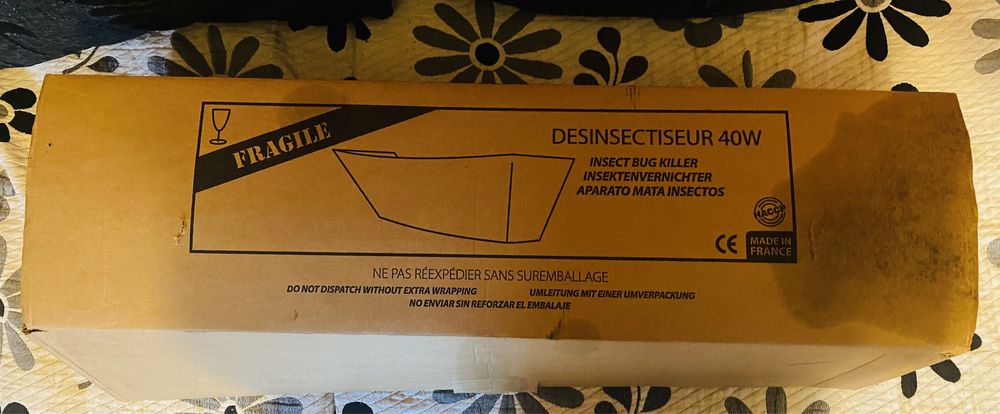 FRAGILE
DESINSECTISEUR 40W
INSECT BUG KILLER
INSEKTENVERNICHTER
APARATO MATA INSECTOS
HACCP
CE
MADE IN
FRANCE
NE PAS RÉEXPÉDIER SANS SUREMBALLAGE
DO NOT DISPATCH WITHOUT EXTRA WRAPPING
UMLEITUNG MIT EINER UMVERPACKUNG
NO ENVIAR SIN REFORZAR EL EMBALAJE